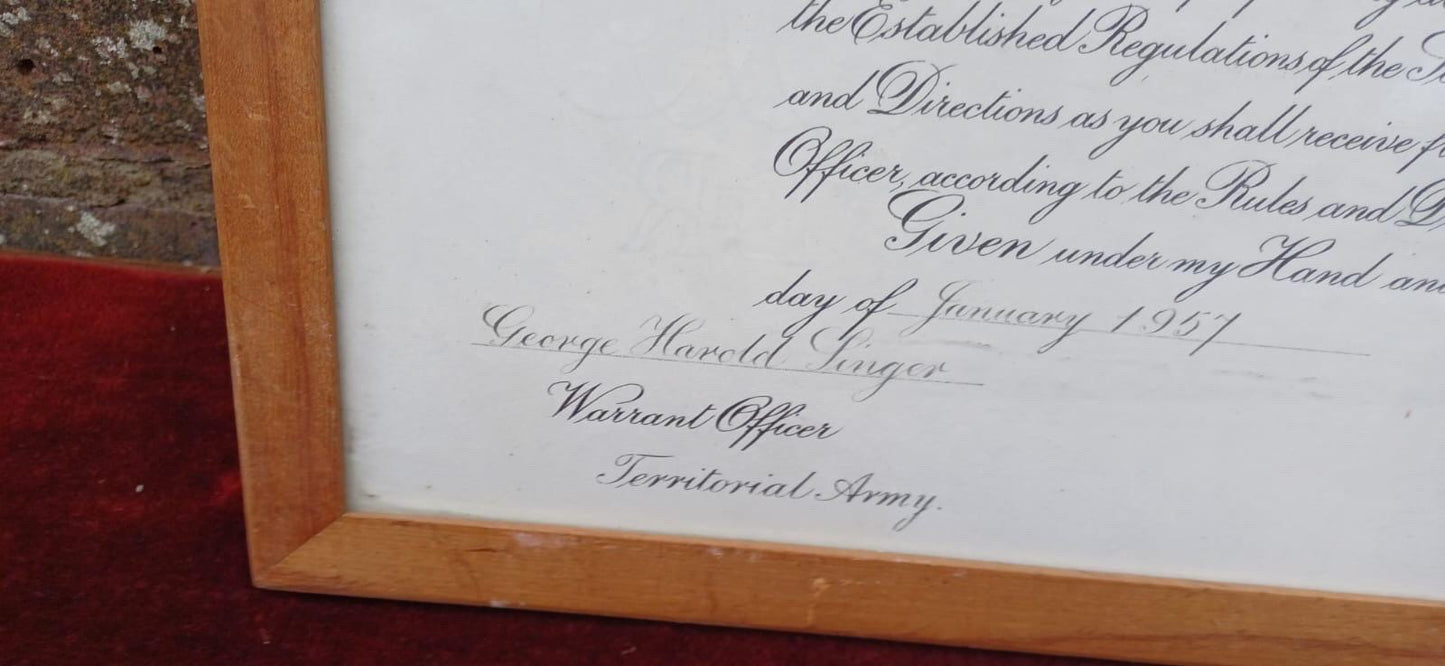 the Established Regulations of the
and Directions as you shall receive
Officer, according to the Rules and
Given under my Hand and
day of January 1957
George Harold Singer
Warrant Officer
Territorial Army.